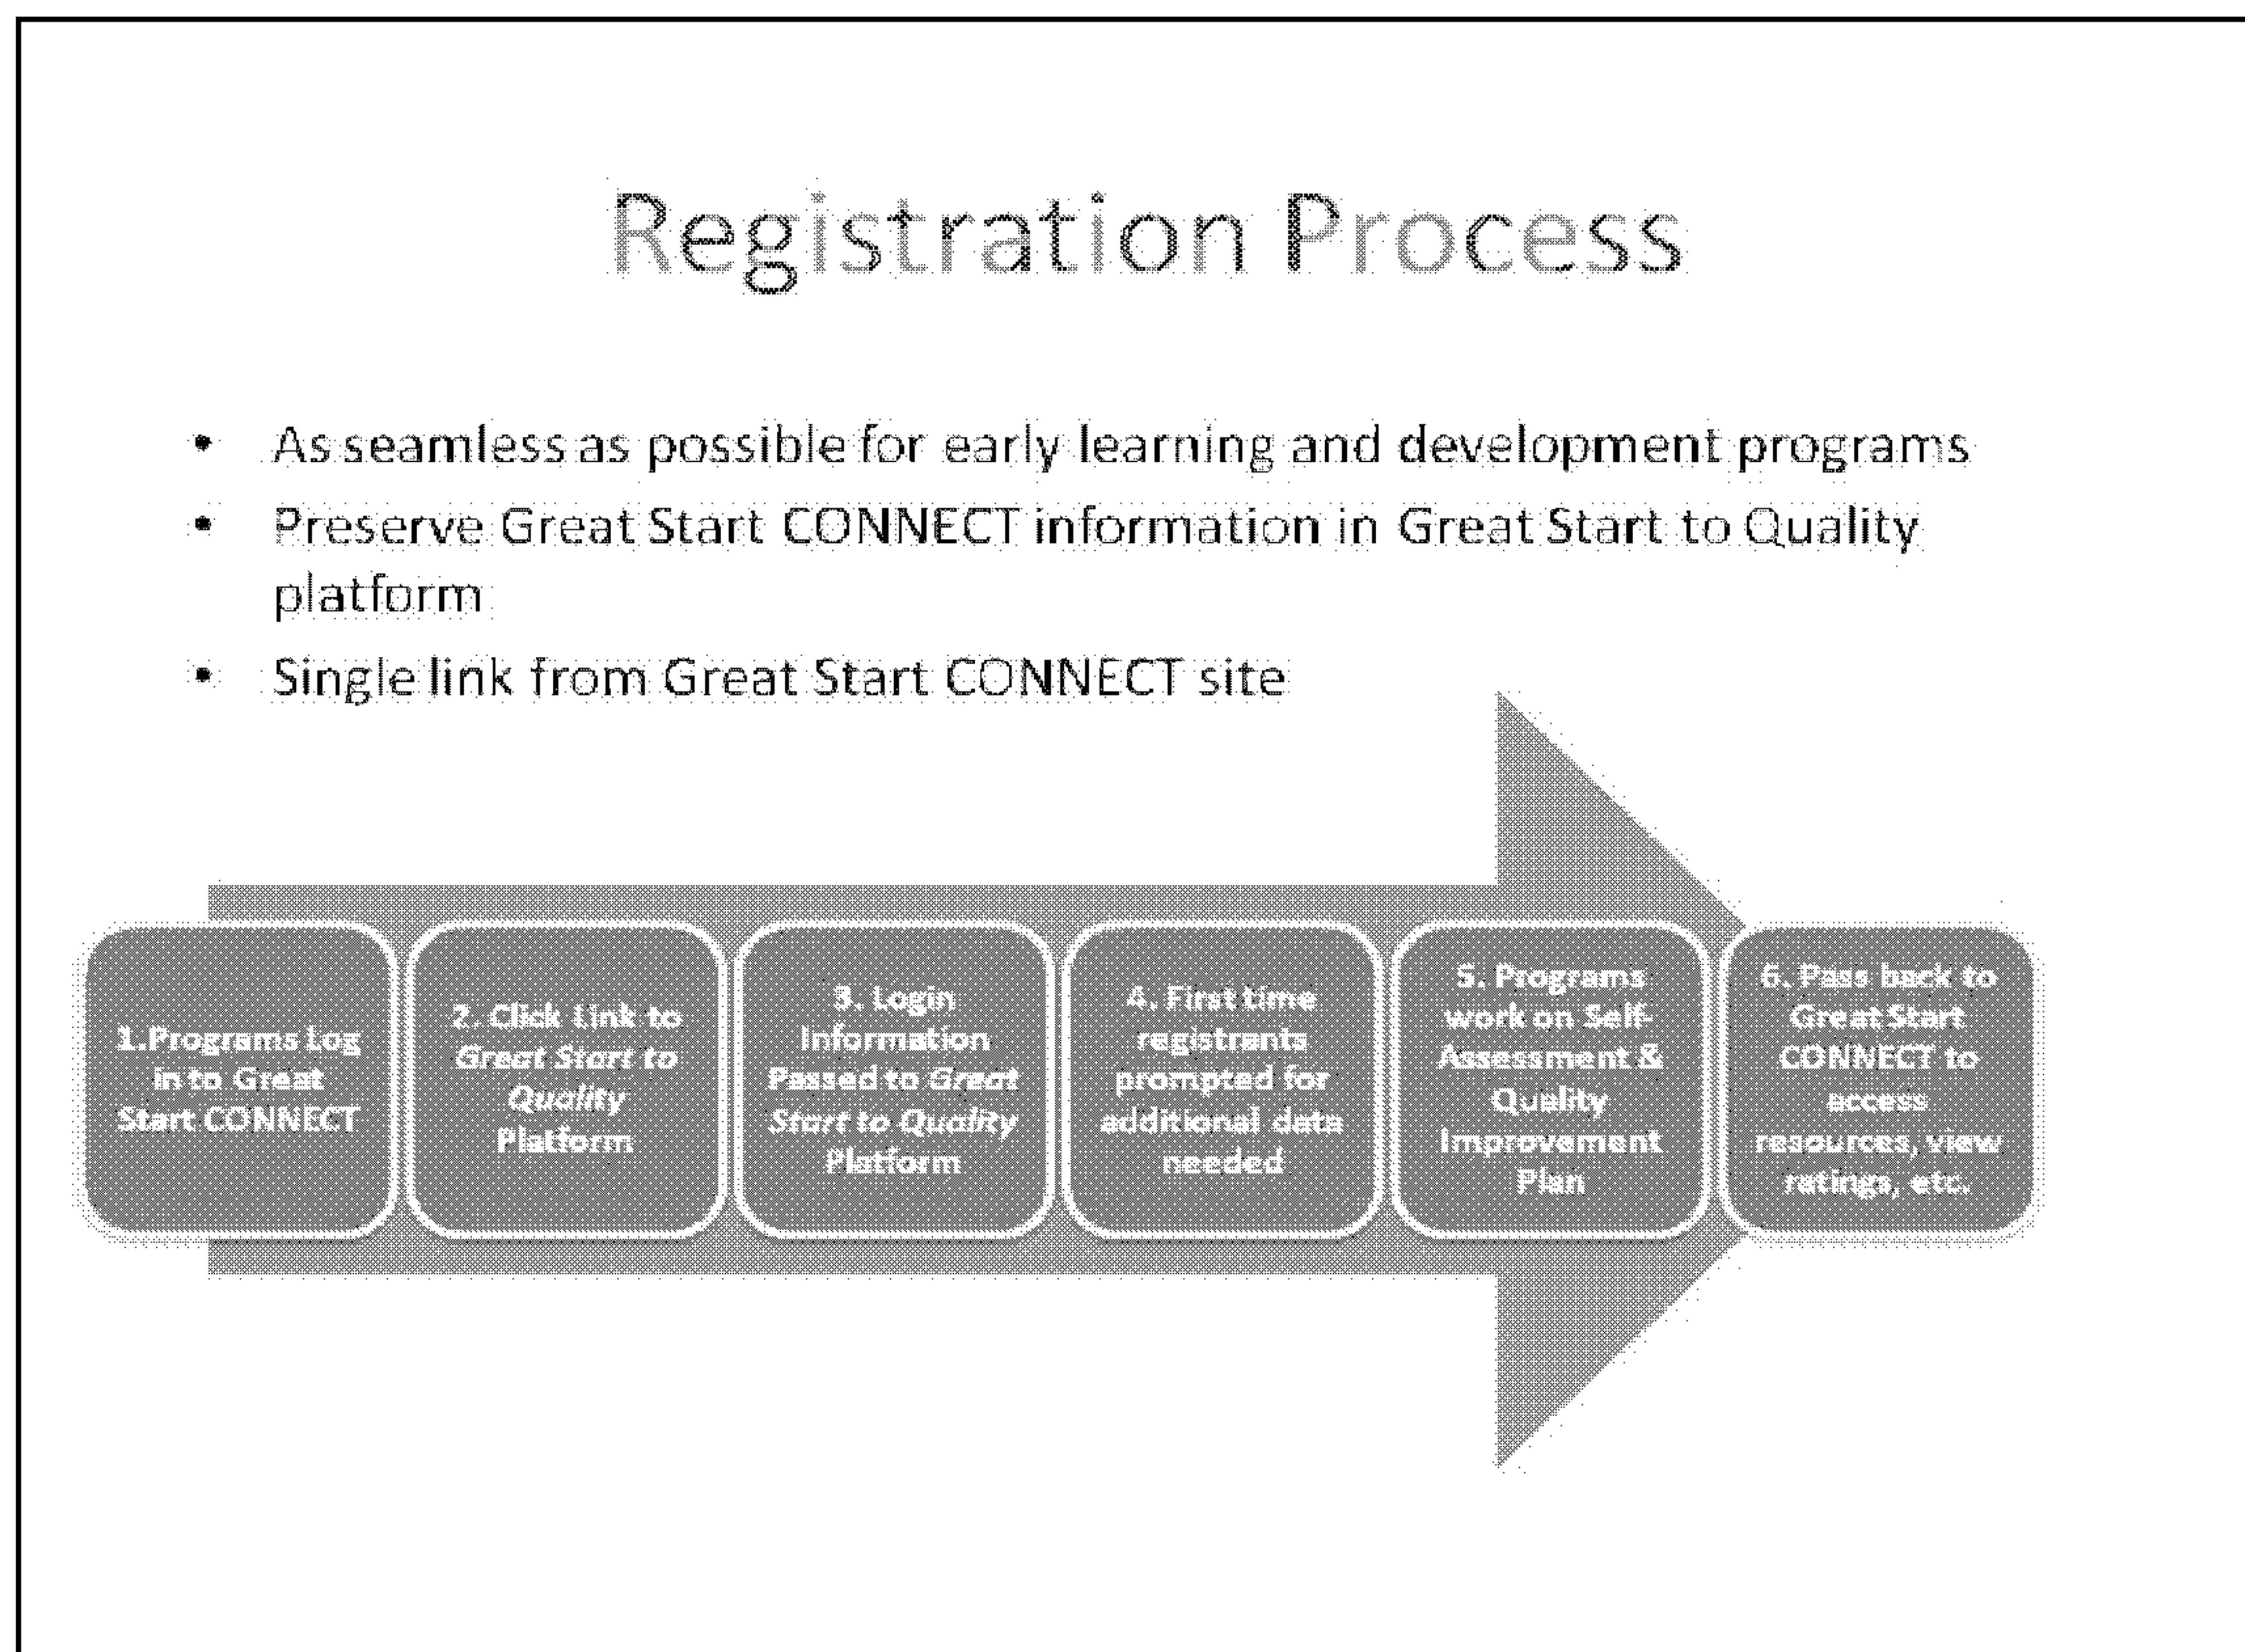 Registration Process
• As seamless as possible for early learning and development programs
• Preserve Great Start CONNECT information in Great Start to Quality
platform
• Single link from Great Start CONNECT site
1.Programs Log
in to Great
Start CONNECT
2. Click Link to
Great Start to
Quality
Platform
3. Login
Information
Passed to Great
Start to Quality
Platform
4. First time
registrants
prompted for
additional data
needed
5. Programs
work on Self-
Assessment &
Quality
Improvement
Plan
6. Pass back to
Great Start
CONNECT to
access
resources, view
ratings, etc.